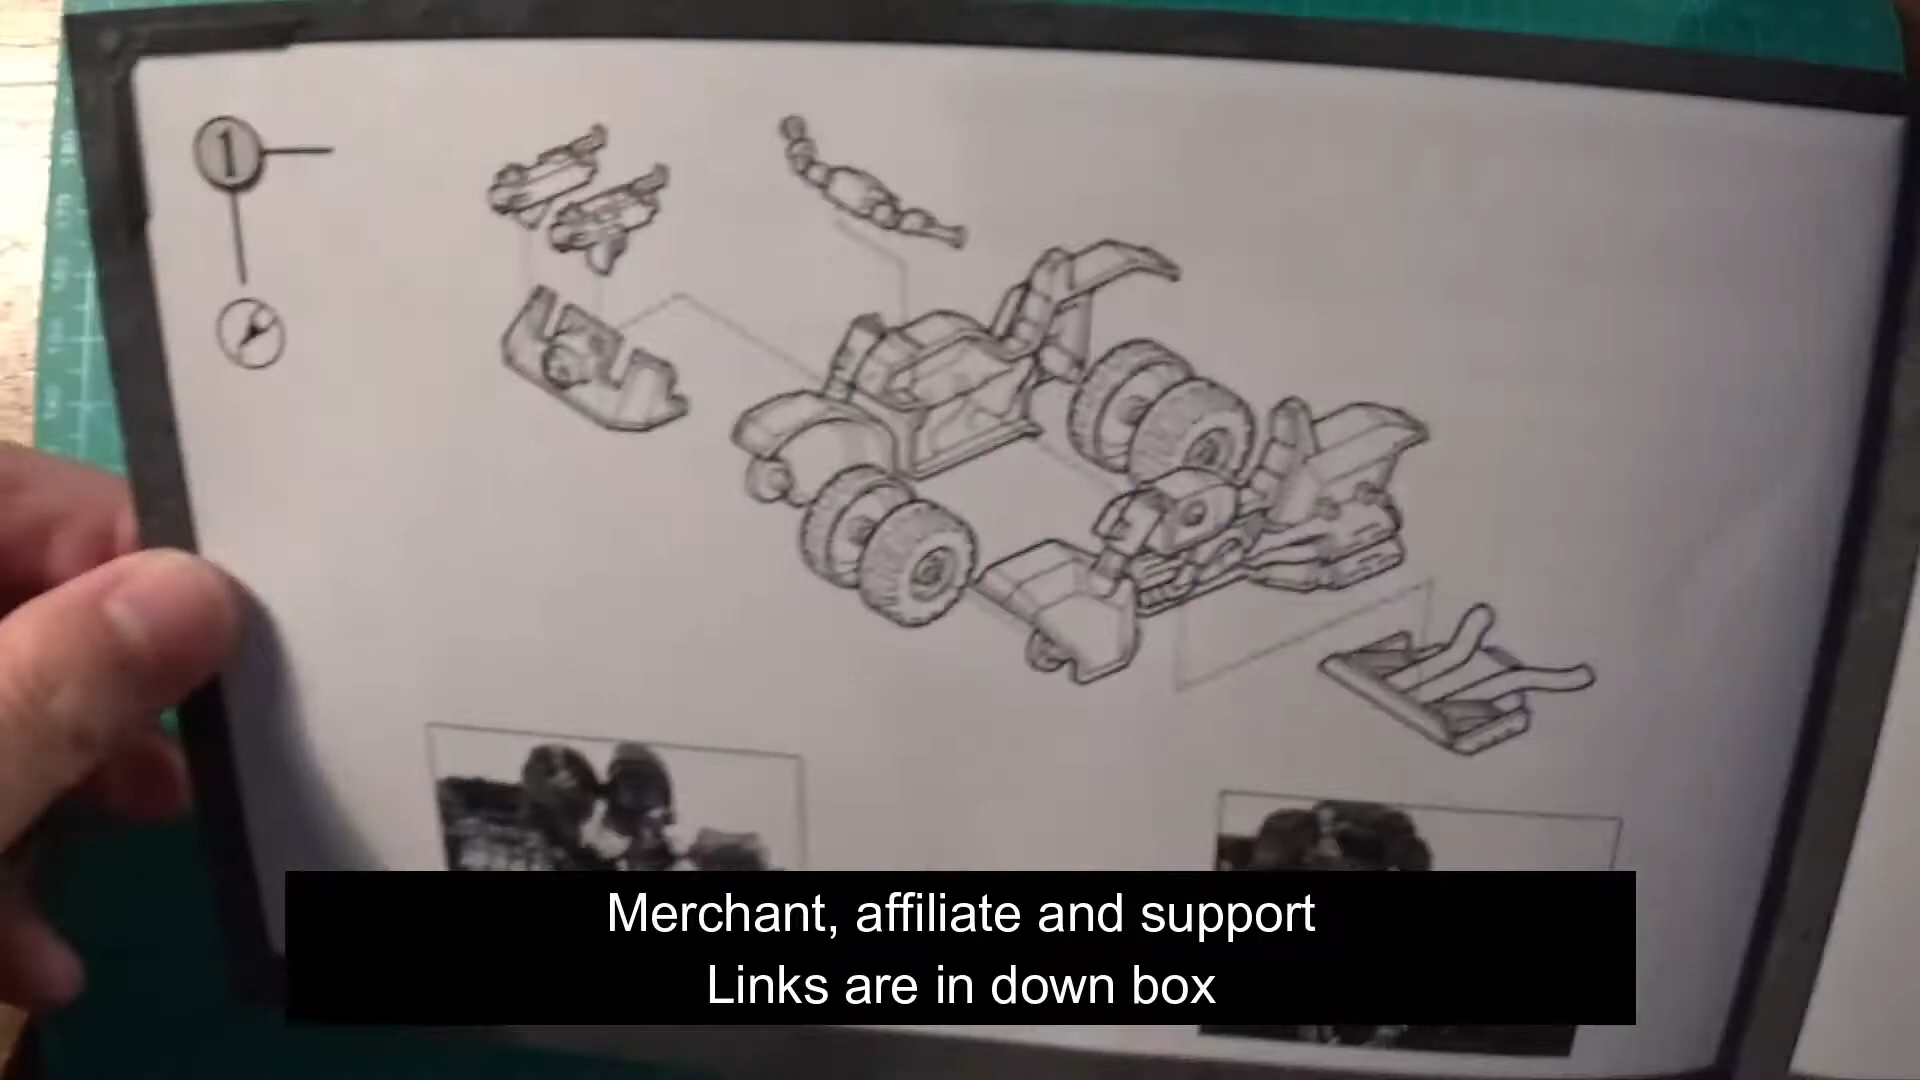 1
Merchant, affiliate and support
Links are in down box